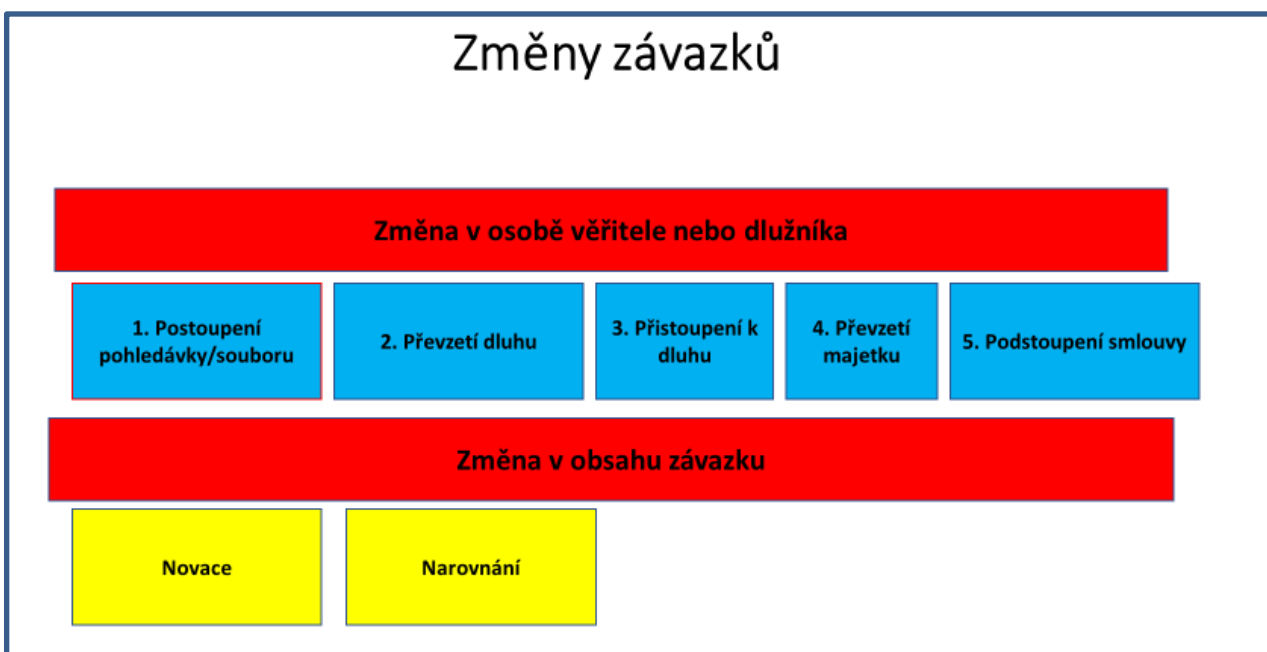 Změny závazků
Změna v osobě věřitele nebo dlužníka
1. Postoupení
pohledávky/souboru
2. Převzetí dluhu
3. Přistoupení k
dluhu
4. Převzetí
majetku
5. Podstoupení smlouvy
Změna v obsahu závazku
Novace
Narovnání